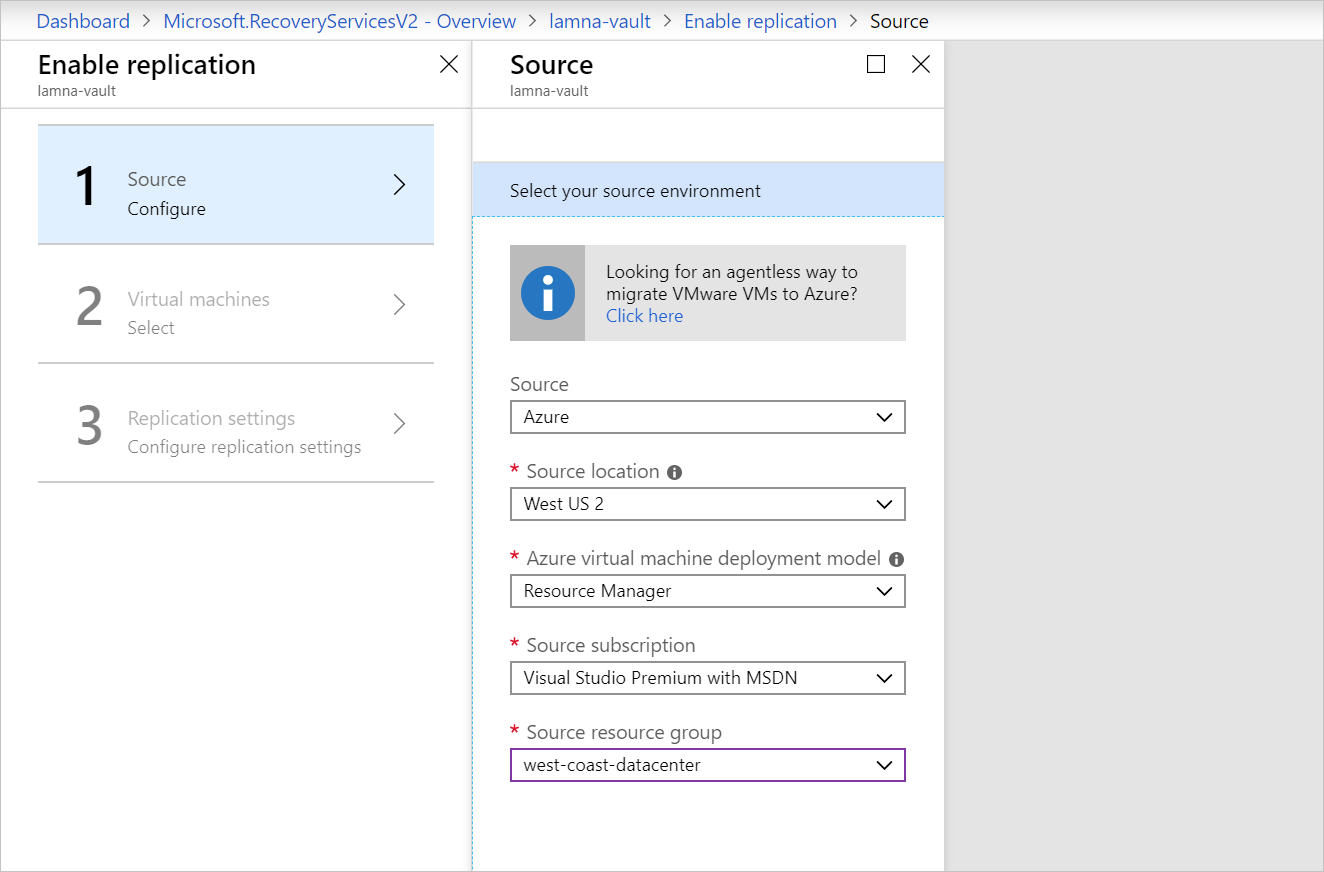 Dashboard > Microsoft.RecoveryServicesV2 - Overview > lamna-vault > Enable replication > Source
Enable replication
lamna-vault
1
Source
Configure
2
Virtual machines
Select
3
Replication settings
Configure replication settings
Source
lamna-vault
Select your source environment
Looking for an agentless way to
migrate VMware VMs to Azure?
Click here
Source
Azure
* Source location
West US 2
* Azure virtual machine deployment model
Resource Manager
* Source subscription
Visual Studio Premium with MSDN
* Source resource group
west-coast-datacenter